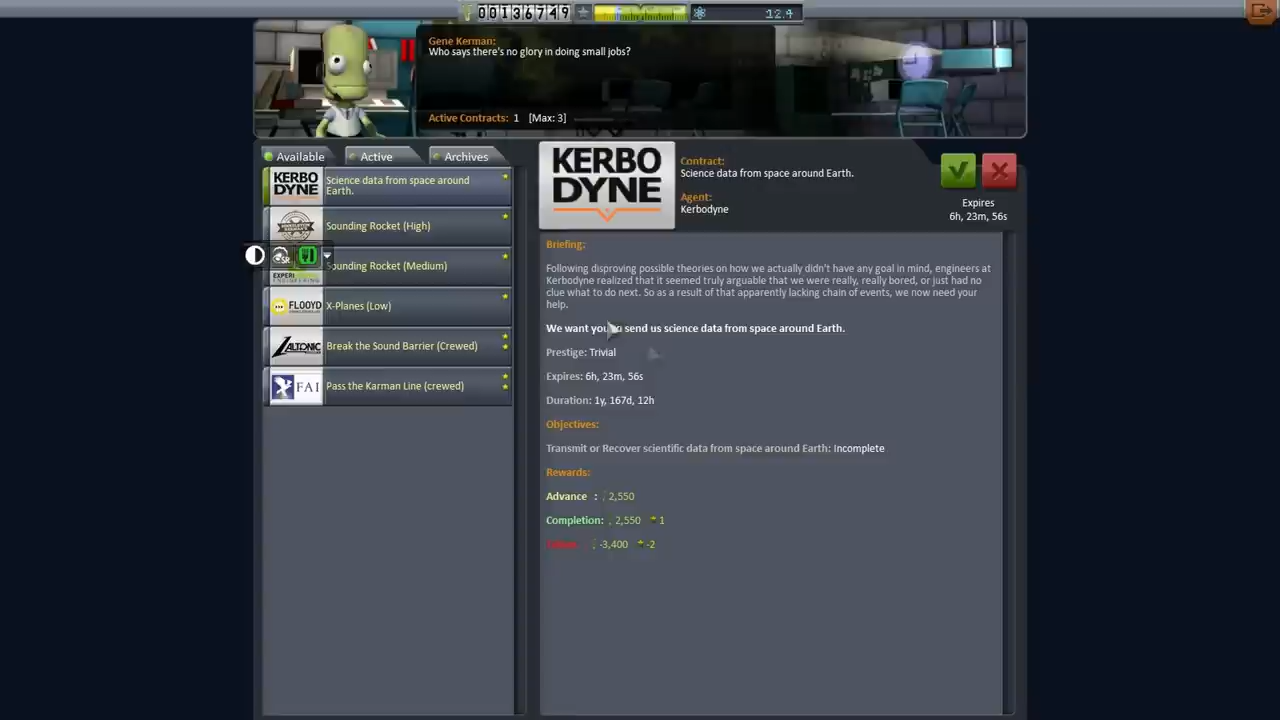 00136749
12.4
Gene Kerman:
Who says there's no glory in doing small jobs?
Active Contracts: 1 [Max: 3]
Available
Active
Archives
KERBO
DYNE
Science data from space around
Earth.
Sounding Rocket (High)
Sounding Rocket (Medium)
EXPERI
ENGINEERING
FLOOYD
X-Planes (Low)
ALTONIC
Break the Sound Barrier (Crewed)
FAI
Pass the Karman Line (crewed)
KERBO
DYNE
Contract:
Science data from space around Earth.
Agent:
Kerbodyne
Expires
6h, 23m, 56s
Briefing:
Following disproving possible theories on how we actually didn't have any goal in mind, engineers at
Kerbodyne realized that it seemed truly arguable that we were really, really bored, or just had no
clue what to do next. So as a result of that apparently lacking chain of events, we now need your
help.
We want you to send us science data from space around Earth.
Prestige: Trivial
Expires: 6h, 23m, 56s
Duration: 1y, 167d, 12h
Objectives:
Transmit or Recover scientific data from space around Earth: Incomplete
Rewards:
Advance : 2,550
Completion: 2,550 1
-3,400 -2